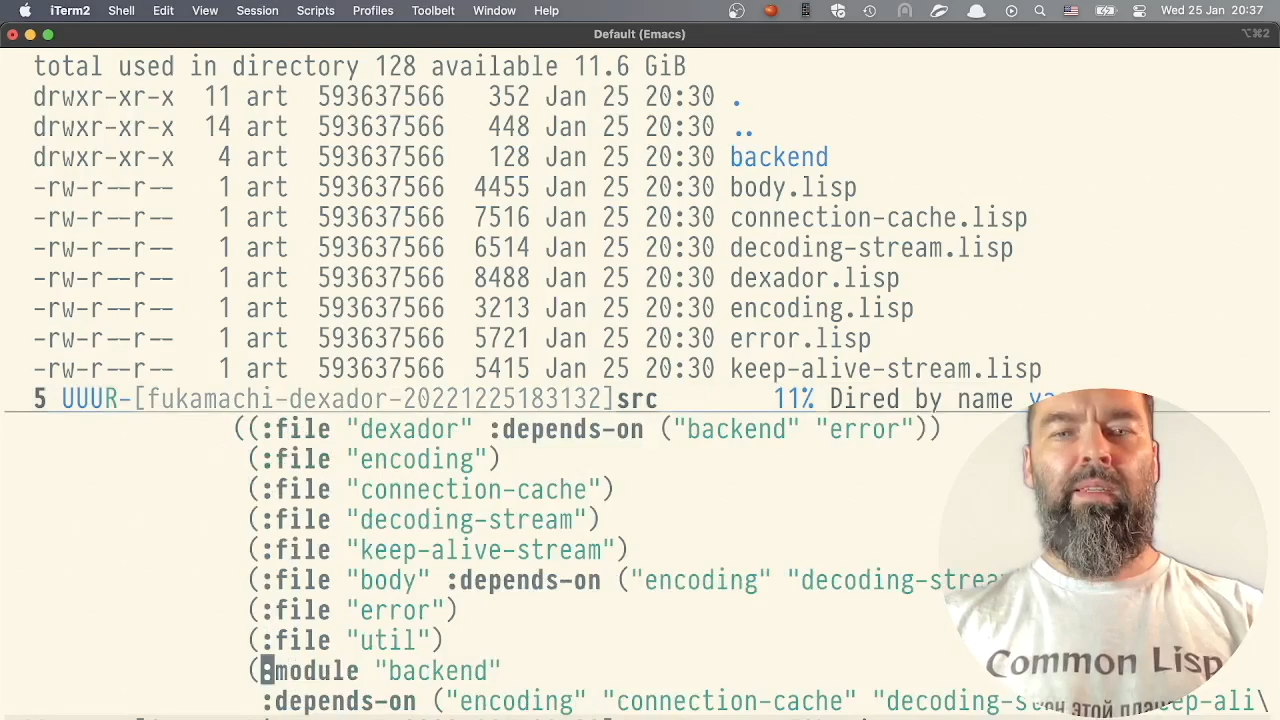 iTerm2 Shell Edit View Session Scripts Profiles Toolbelt Window Help Wed 25 Jan 20:37
Default (Emacs) ⌥⌘2
total used in directory 128 available 11.6 GiB
drwxr-xr-x 11 art 593637566 352 Jan 25 20:30 .
drwxr-xr-x 14 art 593637566 448 Jan 25 20:30 ..
drwxr-xr-x 4 art 593637566 128 Jan 25 20:30 backend
-rw-r--r-- 1 art 593637566 4455 Jan 25 20:30 body.lisp
-rw-r--r-- 1 art 593637566 7516 Jan 25 20:30 connection-cache.lisp
-rw-r--r-- 1 art 593637566 6514 Jan 25 20:30 decoding-stream.lisp
-rw-r--r-- 1 art 593637566 8488 Jan 25 20:30 dexador.lisp
-rw-r--r-- 1 art 593637566 3213 Jan 25 20:30 encoding.lisp
-rw-r--r-- 1 art 593637566 5721 Jan 25 20:30 error.lisp
-rw-r--r-- 1 art 593637566 5415 Jan 25 20:30 keep-alive-stream.lisp
5 UUUR-[fukamachi-dexador-20221225183132]src 11% Dired by name
((:file "dexador" :depends-on ("backend" "error"))
(:file "encoding")
(:file "connection-cache")
(:file "decoding-stream")
(:file "keep-alive-stream")
(:file "body" :depends-on ("encoding" "decoding-strea
(:file "error")
(:file "util")
(:module "backend"
:depends-on ("encoding" "connection-cache" "decoding-s eep-ali\
Common Lisp
этой